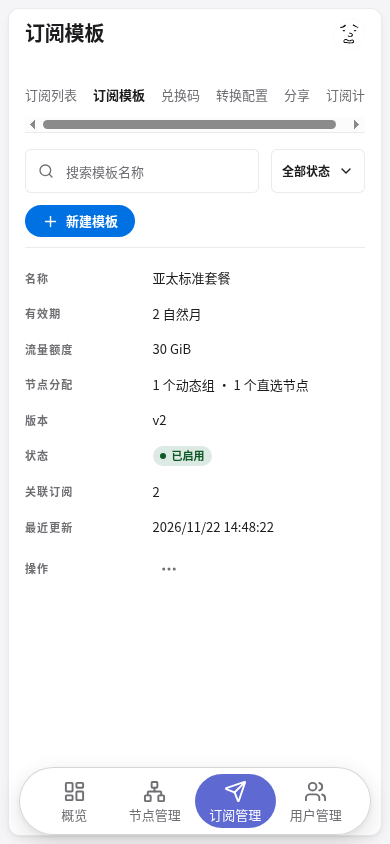 订阅模板
订阅列表 订阅模板 兑换码 转换配置 分享 订阅计
搜索模板名称 全部状态
新建模板
名称 亚太标准套餐
有效期 2 自然月
流量额度 30 GiB
节点分配 1 个动态组 · 1 个直选节点
版本 v2
状态 已启用
关联订阅 2
最近更新 2026/11/22 14:48:22
操作 ···
概览 节点管理 订阅管理 用户管理